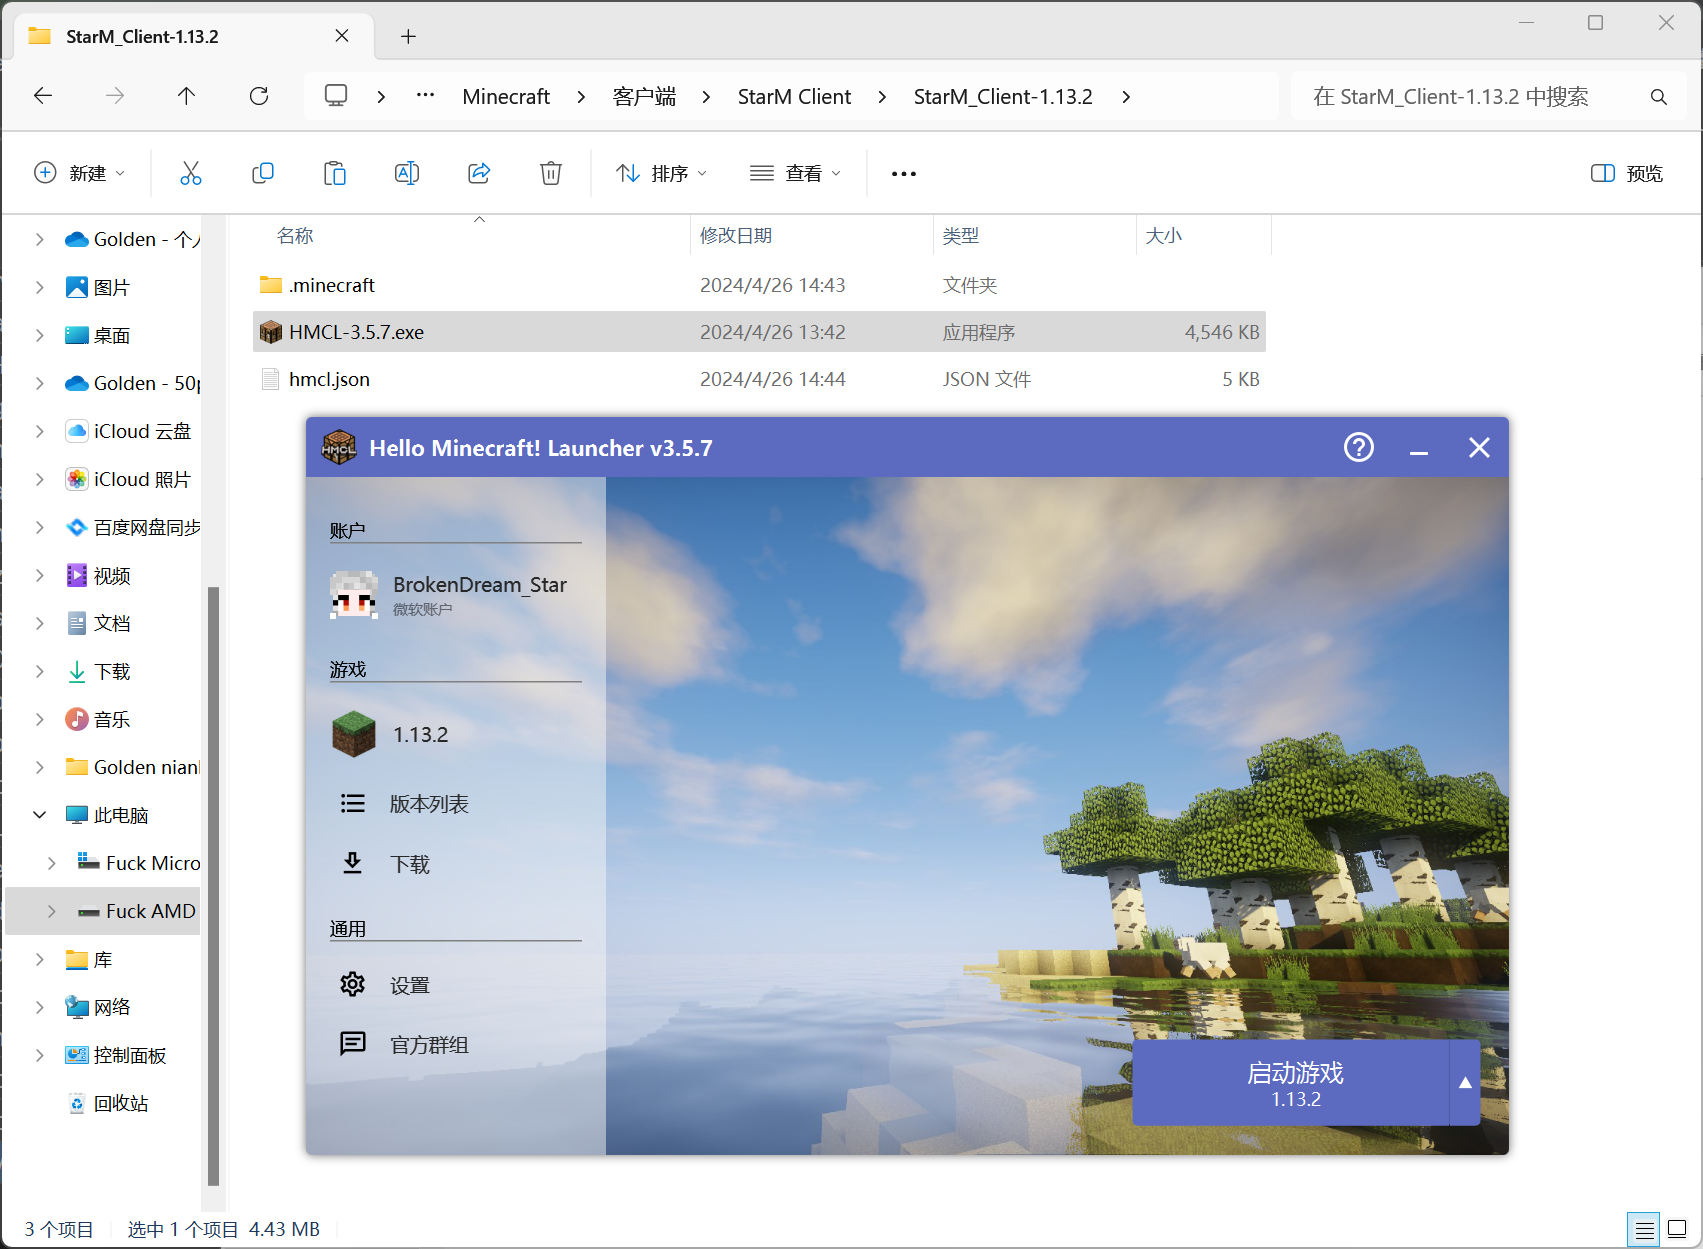 StarM_Client-1.13.2
Minecraft
客户端
StarM Client
StarM_Client-1.13.2
在 StarM_Client-1.13.2 中搜索
新建
排序
查看
预览
Golden - 个人
图片
桌面
Golden - 50p
iCloud 云盘
iCloud 照片
百度网盘同步
视频
文档
下载
音乐
Golden nian
此电脑
Fuck Micro
Fuck AMD
库
网络
控制面板
回收站
名称 修改日期 类型 大小
.minecraft 2024/4/26 14:43 文件夹
HMCL-3.5.7.exe 2024/4/26 13:42 应用程序 4,546 KB
hmcl.json 2024/4/26 14:44 JSON 文件 5 KB
HMCL
Hello Minecraft! Launcher v3.5.7
账户
BrokenDream_Star
微软账户
游戏
1.13.2
版本列表
下载
通用
设置
官方群组
启动游戏
1.13.2
3 个项目
选中 1 个项目 4.43 MB